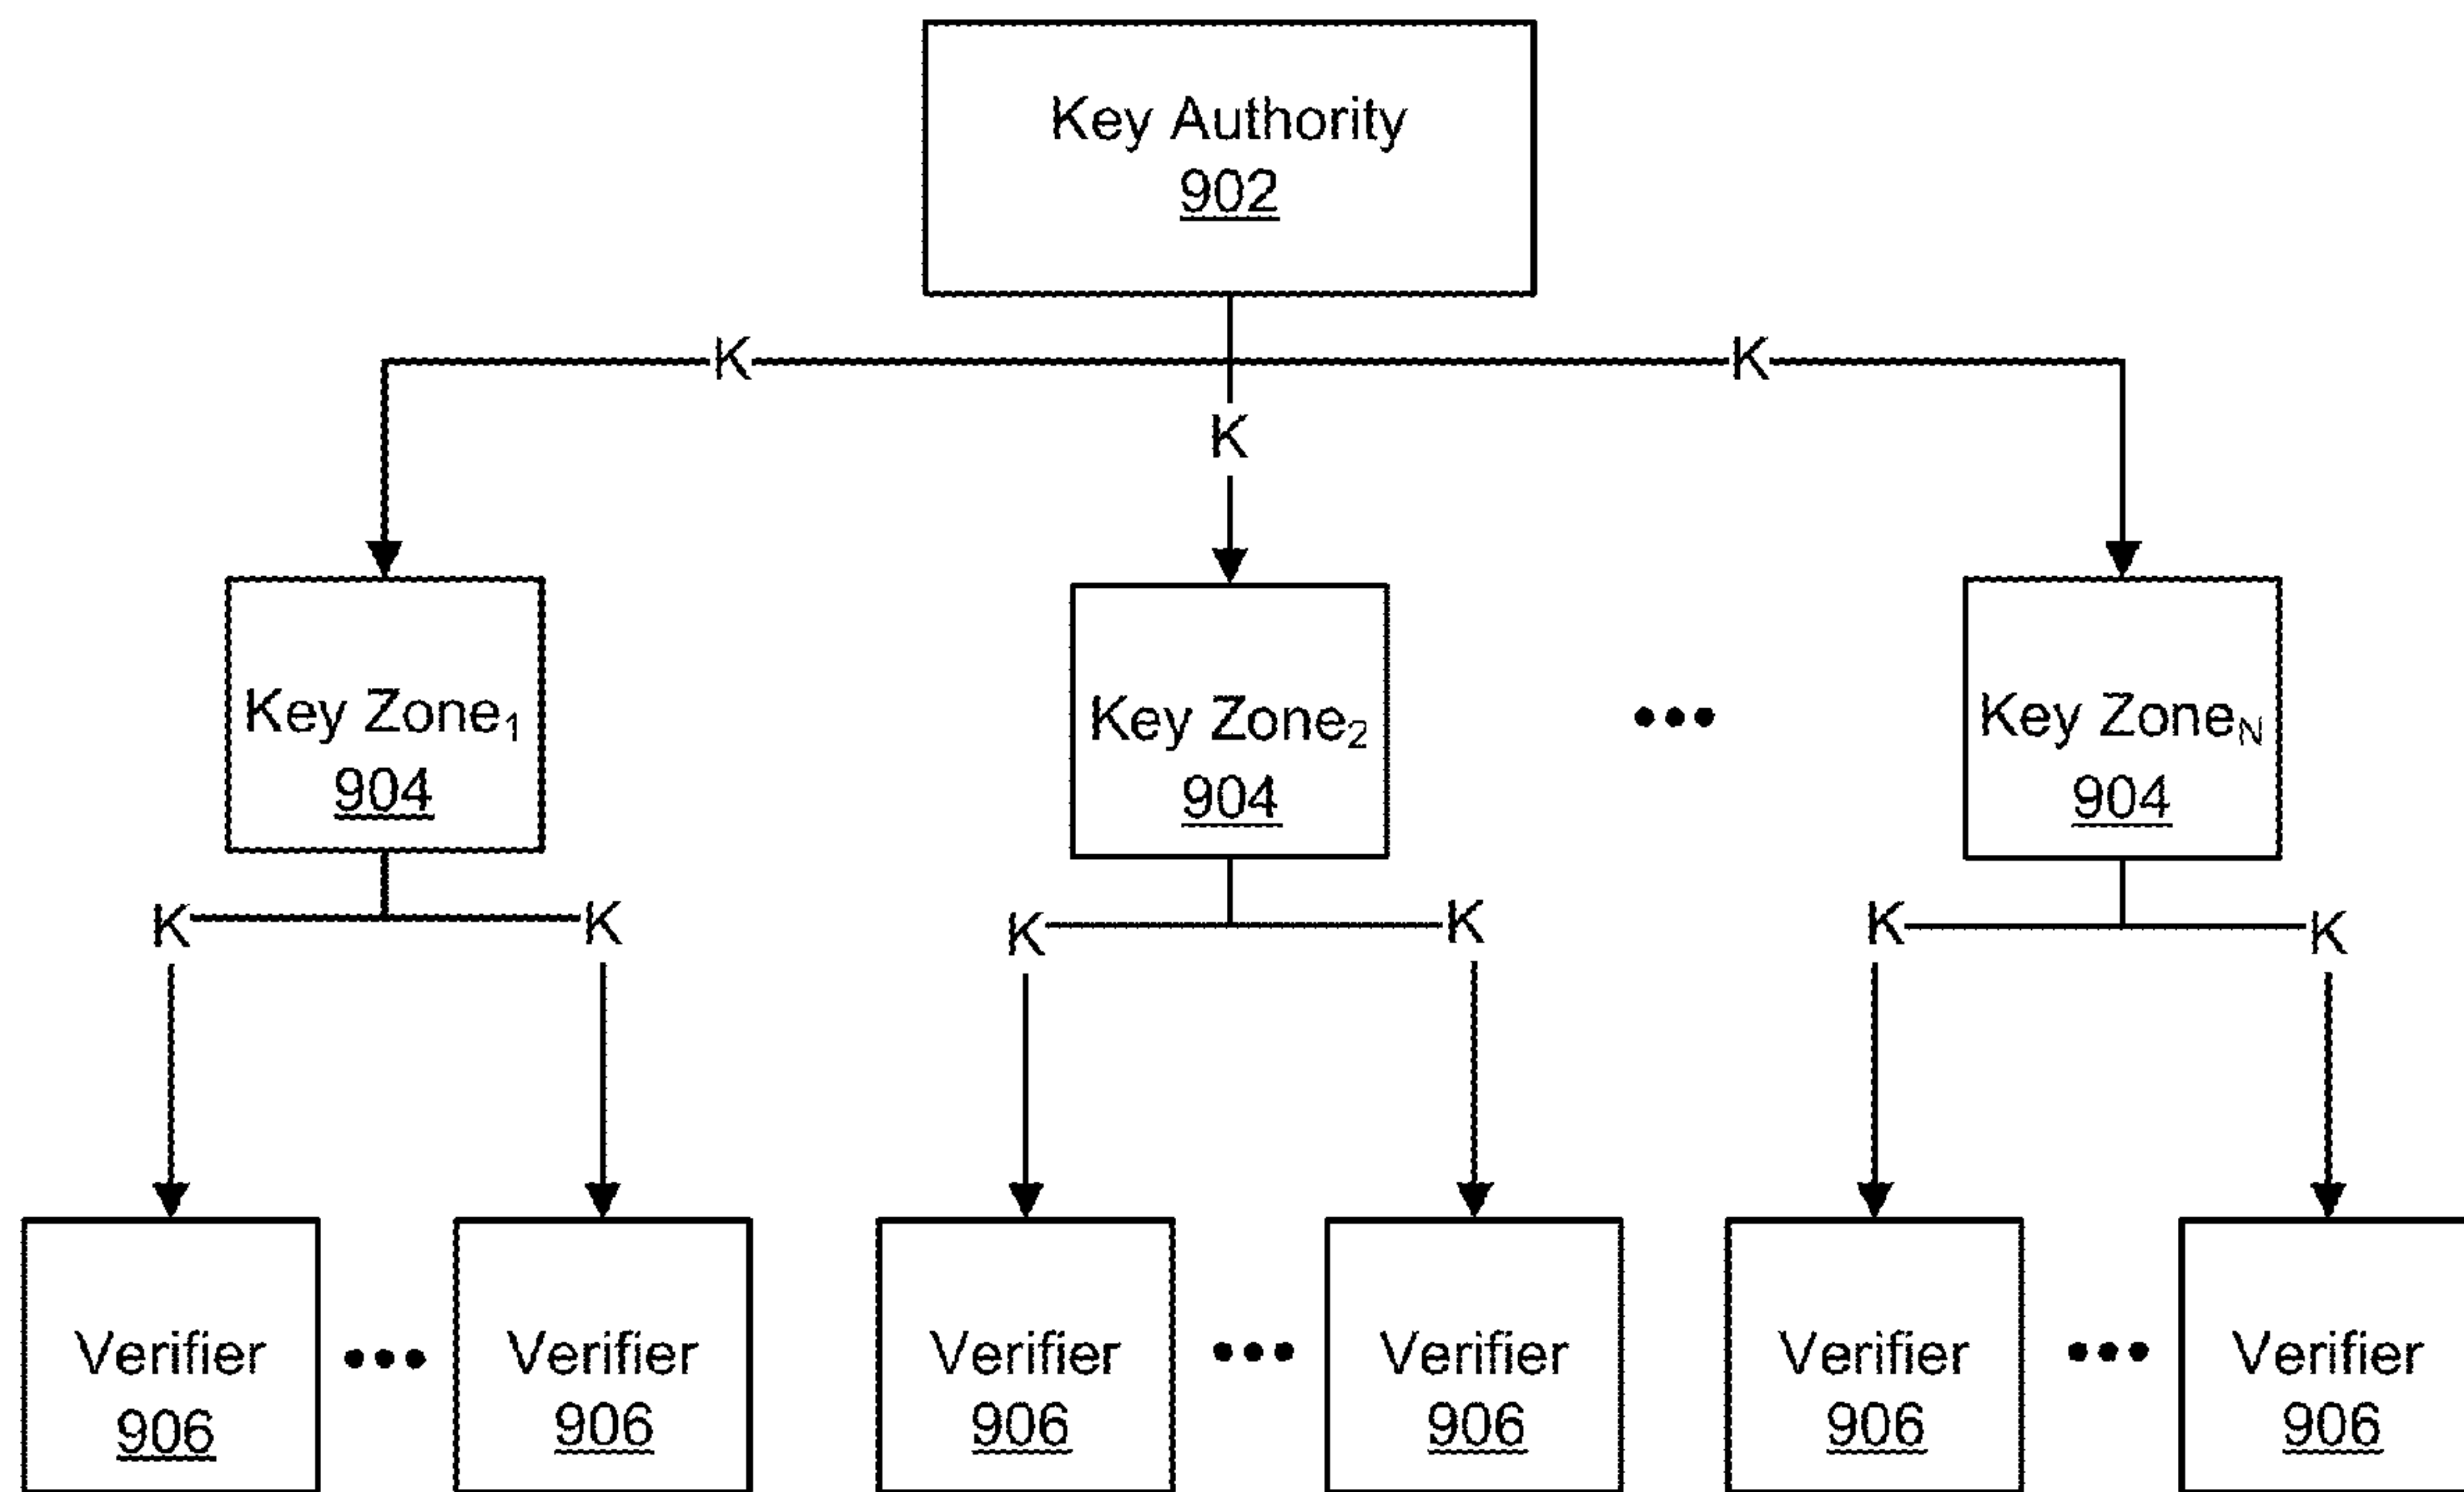 Key Authority
902
K
K
K
Key Zone₁
904
Key Zone₂
904
•••
Key Zone_N
904
K
K
K
K
K
K
Verifier
906
•••
Verifier
906
Verifier
906
•••
Verifier
906
Verifier
906
•••
Verifier
906